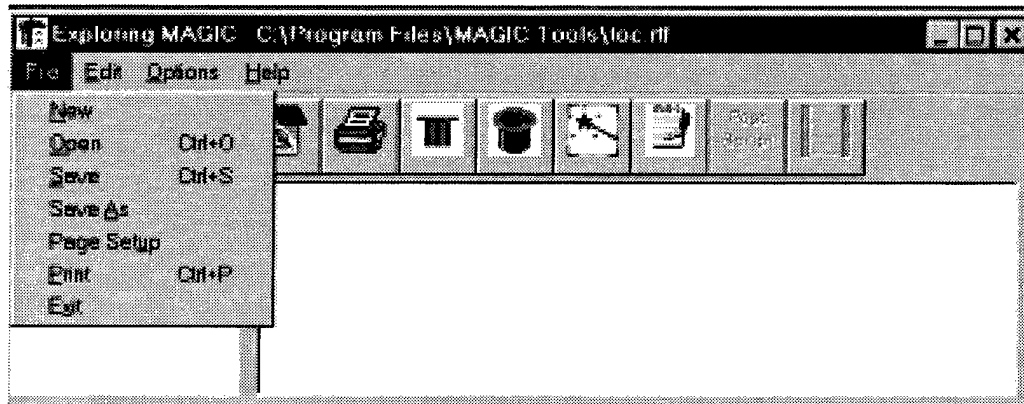 Exploring MAGIC C:\Program Files\MAGIC Tools\toc.rtf
File Edit Options Help
New
Open Ctrl+O
Save Ctrl+S
Save As
Page Setup
Print Ctrl+P
Exit